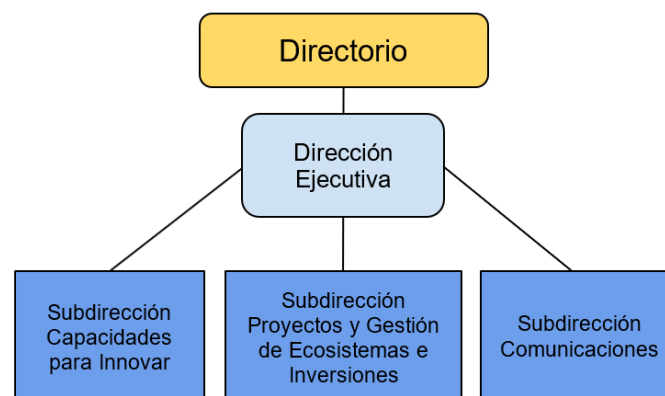 Directorio
Dirección
Ejecutiva
Subdirección
Capacidades
para Innovar
Subdirección
Proyectos y Gestión
de Ecosistemas e
Inversiones
Subdirección
Comunicaciones